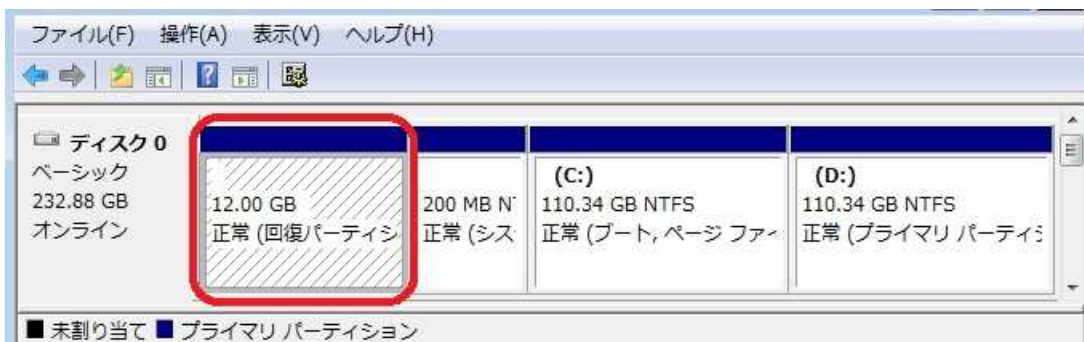 ファイル(F) 操作(A) 表示(V) ヘルプ(H)
ディスク 0
ベーシック
232.88 GB
オンライン
12.00 GB
正常 (回復パーティシ
200 MB N
正常 (シス
(C:)
110.34 GB NTFS
正常 (ブート, ページ ファ
(D:)
110.34 GB NTFS
正常 (プライマリ パーティ
未割り当て プライマリ パーティション